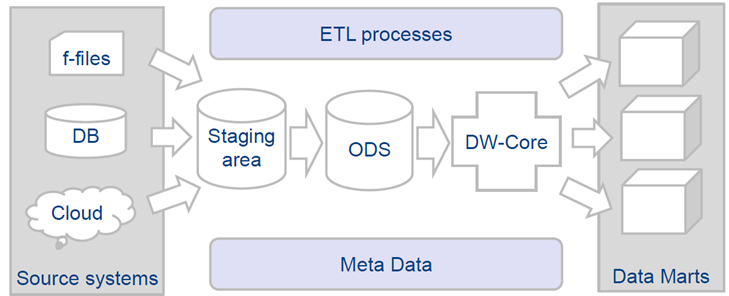 ETL processes
f-files
DB
Cloud
Source systems
Staging
area
ODS
DW-Core
Meta Data
Data Marts